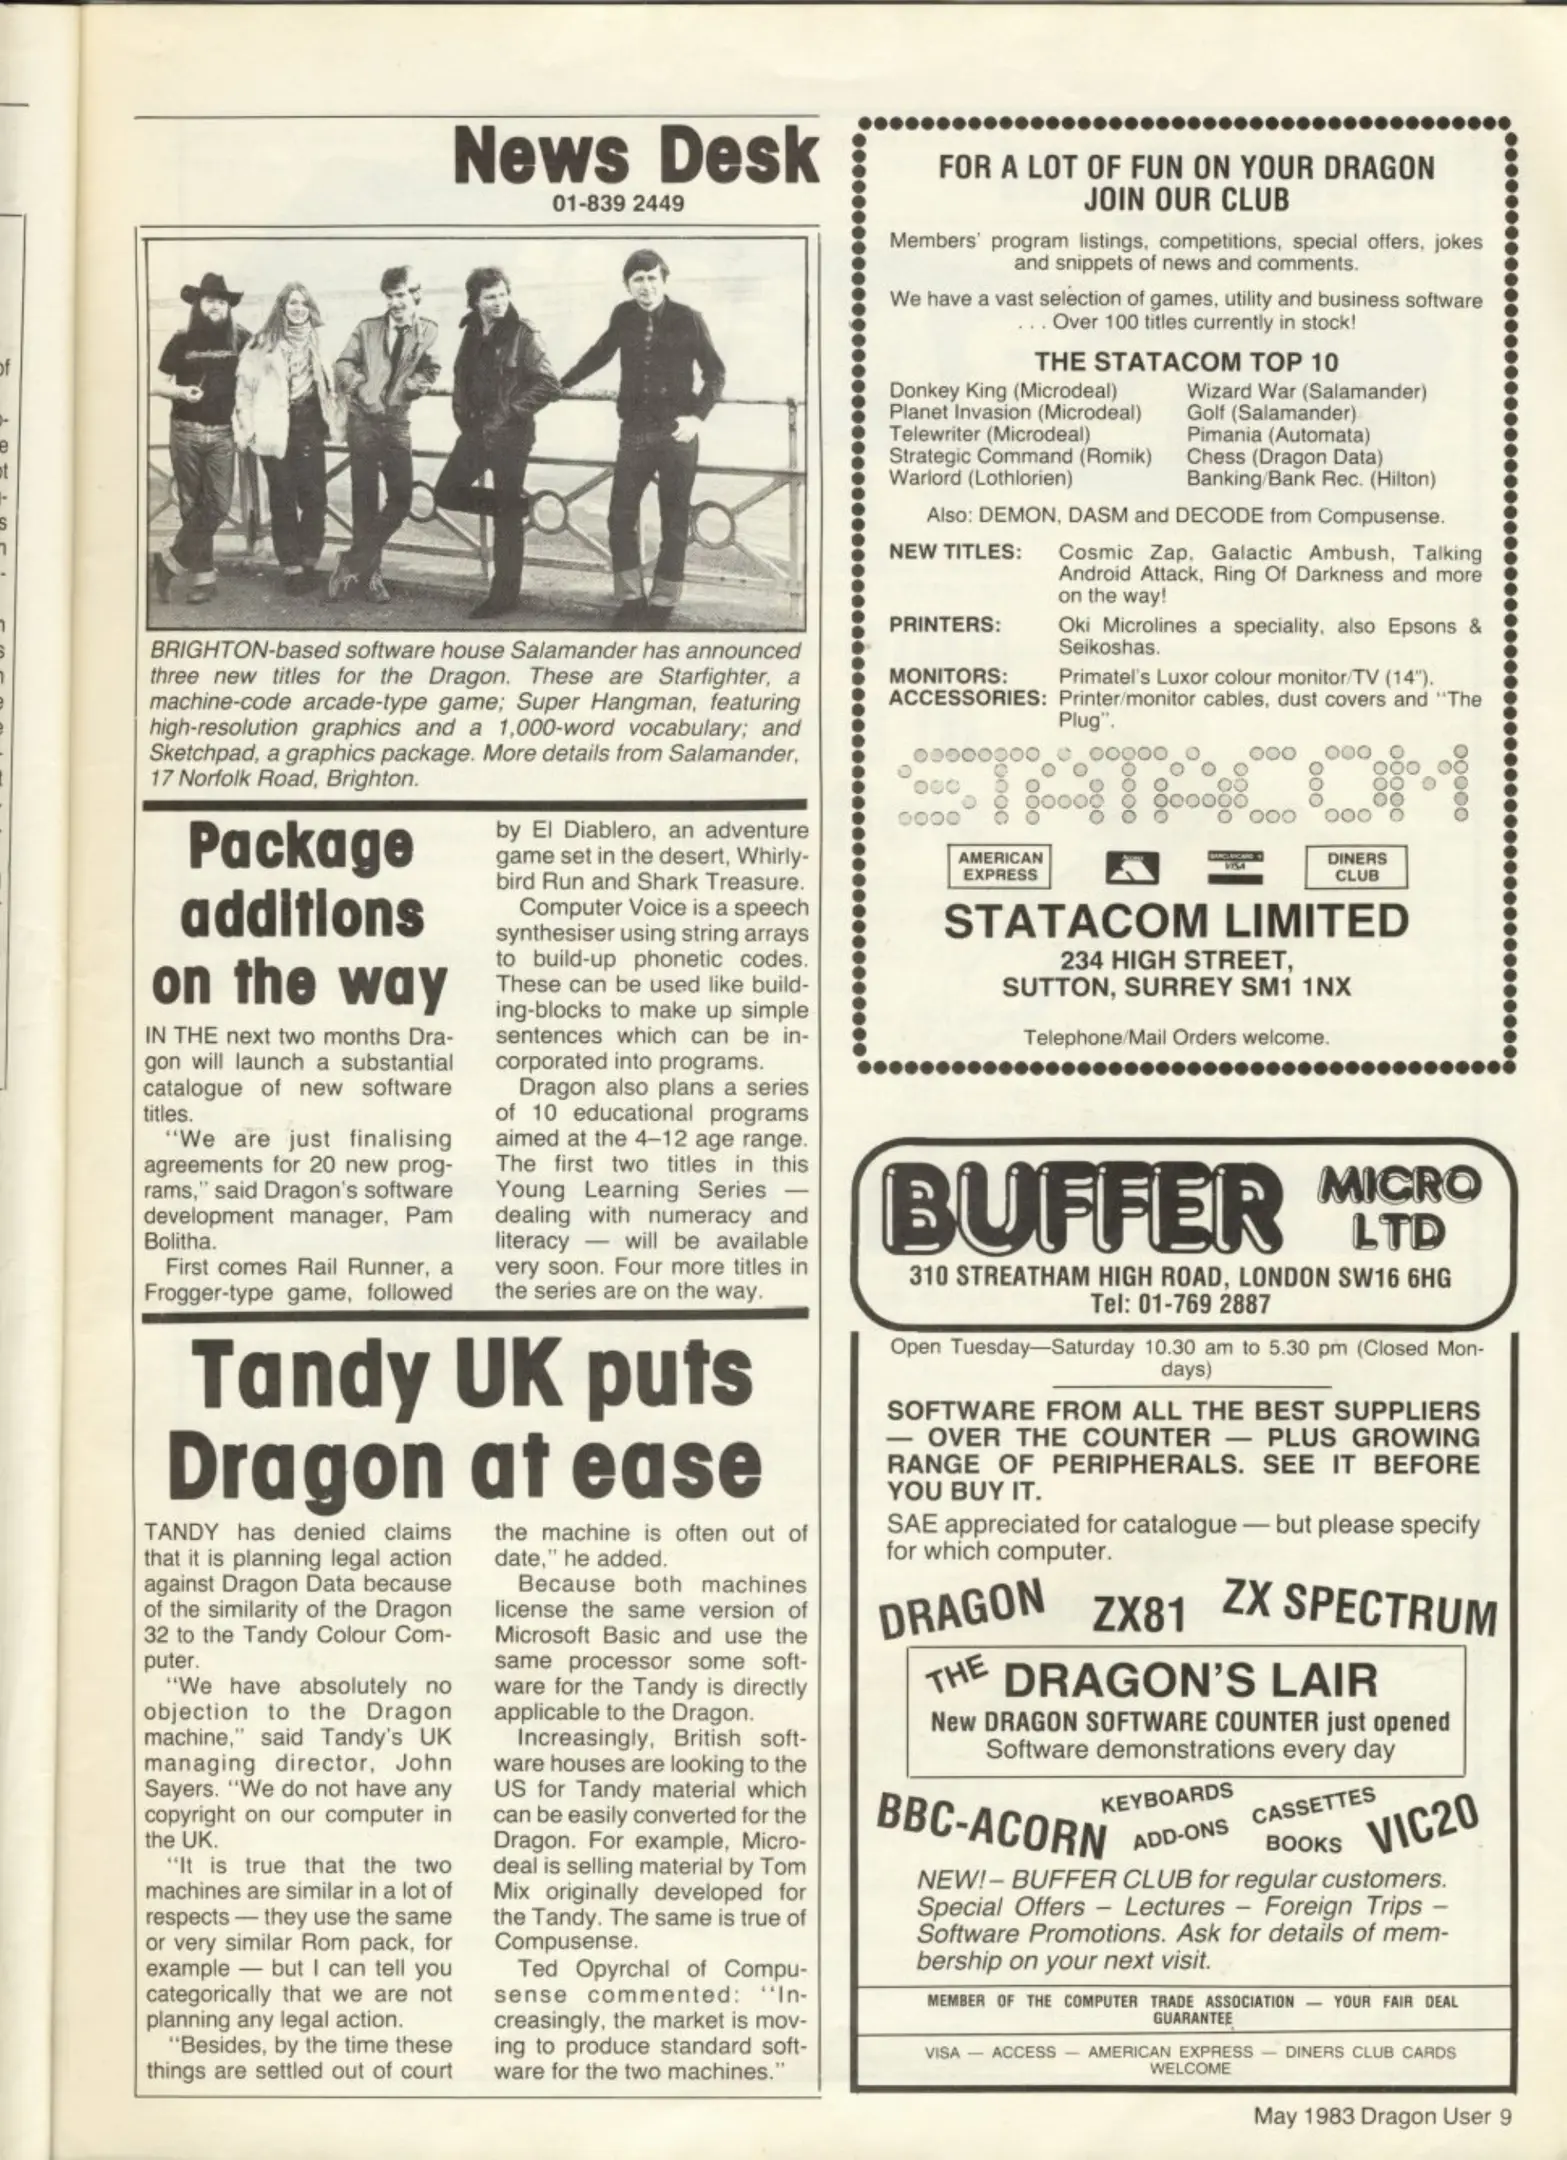 News Desk
01-839 2449
BRIGHTON-based software house Salamander has announced
three new titles for the Dragon. These are Starfighter, a
machine-code arcade-type game; Super Hangman, featuring
high-resolution graphics and a 1,000-word vocabulary; and
Sketchpad, a graphics package. More details from Salamander,
17 Norfolk Road, Brighton.
Package
additions
on the way
IN THE next two months Dra-
gon will launch a substantial
catalogue of new software
titles.
"We are just finalising
agreements for 20 new prog-
rams," said Dragon's software
development manager, Pam
Bolitha.
First comes Rail Runner, a
Frogger-type game, followed
by El Diablero, an adventure
game set in the desert, Whirly-
bird Run and Shark Treasure.
Computer Voice is a speech
synthesiser using string arrays
to build-up phonetic codes.
These can be used like build-
ing-blocks to make up simple
sentences which can be in-
corporated into programs.
Dragon also plans a series
of 10 educational programs
aimed at the 4–12 age range.
The first two titles in this
Young Learning Series —
dealing with numeracy and
literacy — will be available
very soon. Four more titles in
the series are on the way.
Tandy UK puts
Dragon at ease
TANDY has denied claims
that it is planning legal action
against Dragon Data because
of the similarity of the Dragon
32 to the Tandy Colour Com-
puter.
"We have absolutely no
objection to the Dragon
machine," said Tandy's UK
managing director, John
Sayers. "We do not have any
copyright on our computer in
the UK.
"It is true that the two
machines are similar in a lot of
respects — they use the same
or very similar Rom pack, for
example — but I can tell you
categorically that we are not
planning any legal action.
"Besides, by the time these
things are settled out of court
the machine is often out of
date," he added.
Because both machines
license the same version of
Microsoft Basic and use the
same processor some soft-
ware for the Tandy is directly
applicable to the Dragon.
Increasingly, British soft-
ware houses are looking to the
US for Tandy material which
can be easily converted for the
Dragon. For example, Micro-
deal is selling material by Tom
Mix originally developed for
the Tandy. The same is true of
Compusense.
Ted Opyrchal of Compu-
sense commented: "In-
creasingly, the market is mov-
ing to produce standard soft-
ware for the two machines."
FOR A LOT OF FUN ON YOUR DRAGON
JOIN OUR CLUB
Members' program listings, competitions, special offers, jokes
and snippets of news and comments.
We have a vast selection of games, utility and business software
. . . Over 100 titles currently in stock!
THE STATACOM TOP 10
Donkey King (Microdeal) Wizard War (Salamander)
Planet Invasion (Microdeal) Golf (Salamander)
Telewriter (Microdeal) Pimania (Automata)
Strategic Command (Romik) Chess (Dragon Data)
Warlord (Lothlorien) Banking/Bank Rec. (Hilton)
Also: DEMON, DASM and DECODE from Compusense.
NEW TITLES: Cosmic Zap, Galactic Ambush, Talking
Android Attack, Ring Of Darkness and more
on the way!
PRINTERS: Oki Microlines a speciality, also Epsons &
Seikoshas.
MONITORS: Primatel's Luxor colour monitor/TV (14").
ACCESSORIES: Printer/monitor cables, dust covers and "The
Plug".
STATACOM
AMERICAN
EXPRESS
VISA
DINERS
CLUB
STATACOM LIMITED
234 HIGH STREET,
SUTTON, SURREY SM1 1NX
Telephone/Mail Orders welcome.
BUFFER MICRO
LTD
310 STREATHAM HIGH ROAD, LONDON SW16 6HG
Tel: 01-769 2887
Open Tuesday—Saturday 10.30 am to 5.30 pm (Closed Mon-
days)
SOFTWARE FROM ALL THE BEST SUPPLIERS
— OVER THE COUNTER — PLUS GROWING
RANGE OF PERIPHERALS. SEE IT BEFORE
YOU BUY IT.
SAE appreciated for catalogue — but please specify
for which computer.
DRAGON ZX81 ZX SPECTRUM
THE DRAGON'S LAIR
New DRAGON SOFTWARE COUNTER just opened
Software demonstrations every day
BBC-ACORN KEYBOARDS ADD-ONS CASSETTES BOOKS VIC20
NEW! – BUFFER CLUB for regular customers.
Special Offers – Lectures – Foreign Trips –
Software Promotions. Ask for details of mem-
bership on your next visit.
MEMBER OF THE COMPUTER TRADE ASSOCIATION — YOUR FAIR DEAL
GUARANTEE
VISA — ACCESS — AMERICAN EXPRESS — DINERS CLUB CARDS
WELCOME
May 1983 Dragon User 9